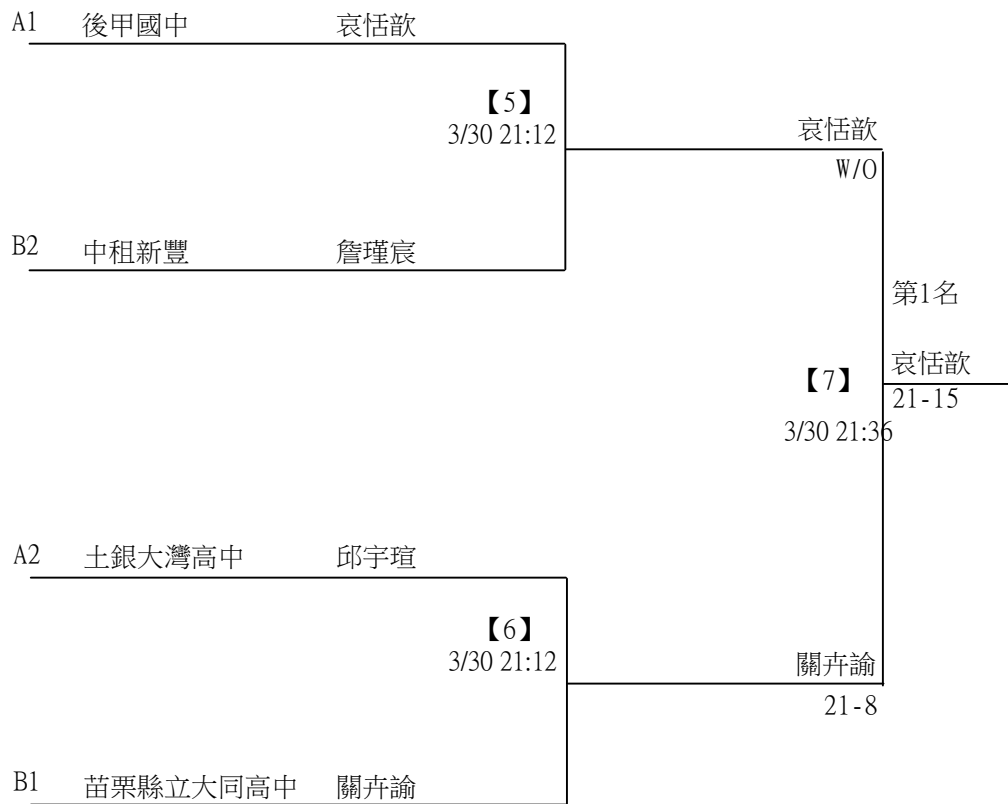 A1 後甲國中 哀恬歆
【5】
3/30 21:12
哀恬歆
W/O
B2 中租新豐 詹瑾宸
第1名
哀恬歆
【7】
21-15
3/30 21:36
A2 土銀大灣高中 邱宇瑄
【6】
3/30 21:12
關卉諭
21-8
B1 苗栗縣立大同高中 關卉諭